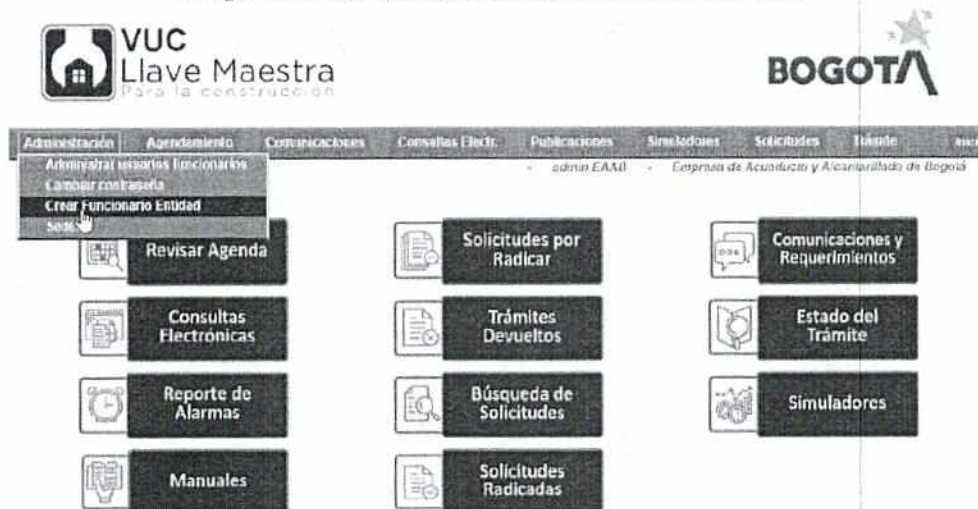 VUC
Llave Maestra
Para la construcción
BOGOTA
Administración Agendamiento Comunicaciones Consultas Electr. Publicaciones Simuladores Solicitudes Trámite
Administrar usuarios funcionarios
- admin EAAB - Empresa de Acueducto y Alcantarillado de Bogotá
Cambiar contraseña
Crear Funcionario Entidad
Revisar Agenda
Solicitudes por
Radicar
Comunicaciones y
Requerimientos
Consultas
Electrónicas
Trámites
Devueltos
Estado del
Trámite
Reporte de
Alarmas
Búsqueda de
Solicitudes
Simuladores
Manuales
Solicitudes
Radicadas